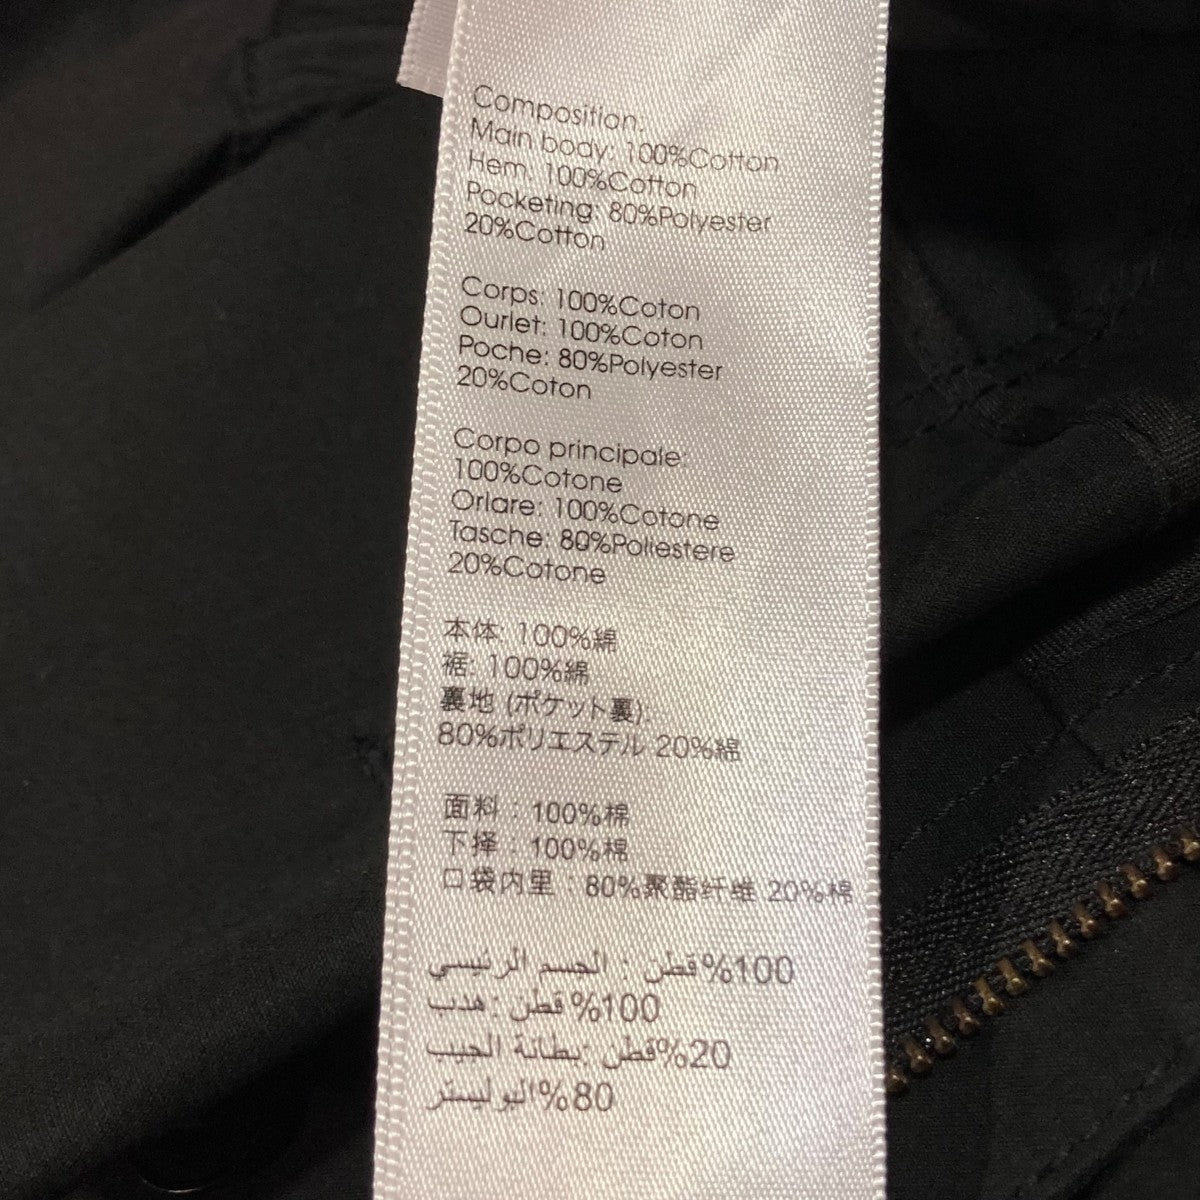 Composition:
Main body: 100%Cotton
Hem: 100%Cotton
Pocketing: 80%Polyester
20%Cotton
Corps: 100%Coton
Ourlet: 100%Coton
Poche: 80%Polyester
20%Coton
Corpo principale:
100%Cotone
Orlare: 100%Cotone
Tasche: 80%Poliestere
20%Cotone
本体: 100%綿
裾: 100%綿
裏地 (ポケット裏):
80%ポリエステル 20%綿
面料 : 100%棉
下择 : 100%棉
口袋内里 : 80%聚酯纤维 20%棉
الجسم الرئيسي : قطن%100
هدب : قطن%100
بطانة الجيب: قطن%20
البوليستر%80